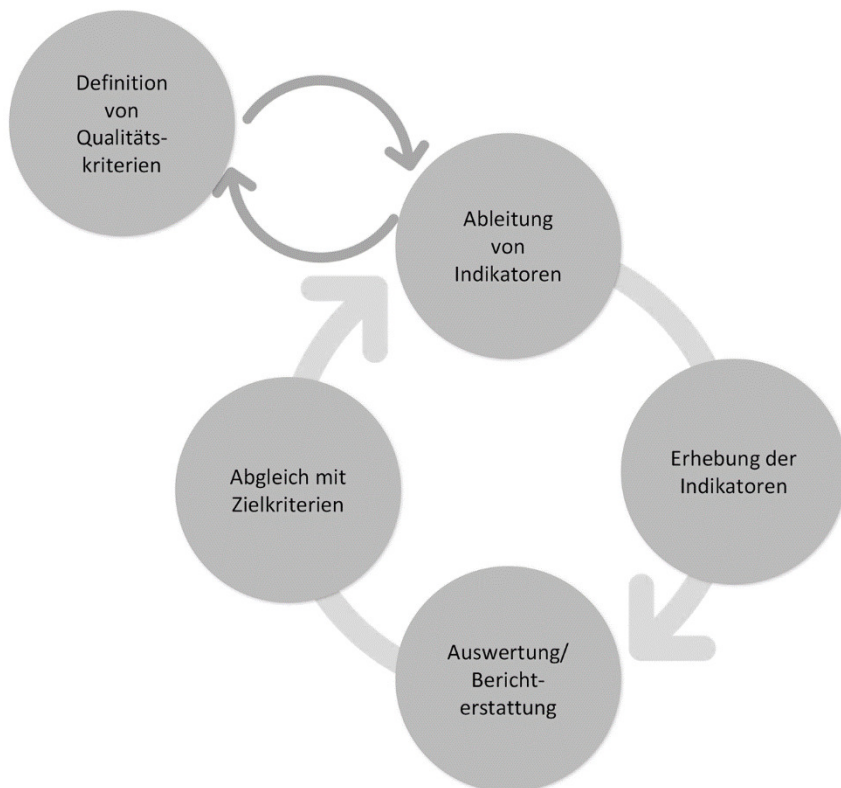 Definition
von
Qualitäts-
kriterien
Ableitung
von
Indikatoren
Erhebung der
Indikatoren
Auswertung/
Bericht-
erstattung
Abgleich mit
Zielkriterien